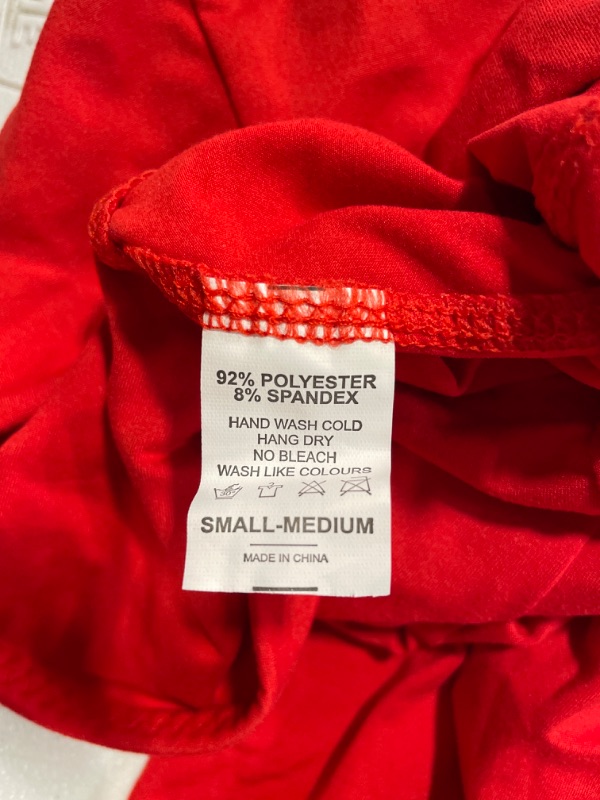 92% POLYESTER
8% SPANDEX
HAND WASH COLD
HANG DRY
NO BLEACH
WASH LIKE COLOURS
SMALL-MEDIUM
MADE IN CHINA